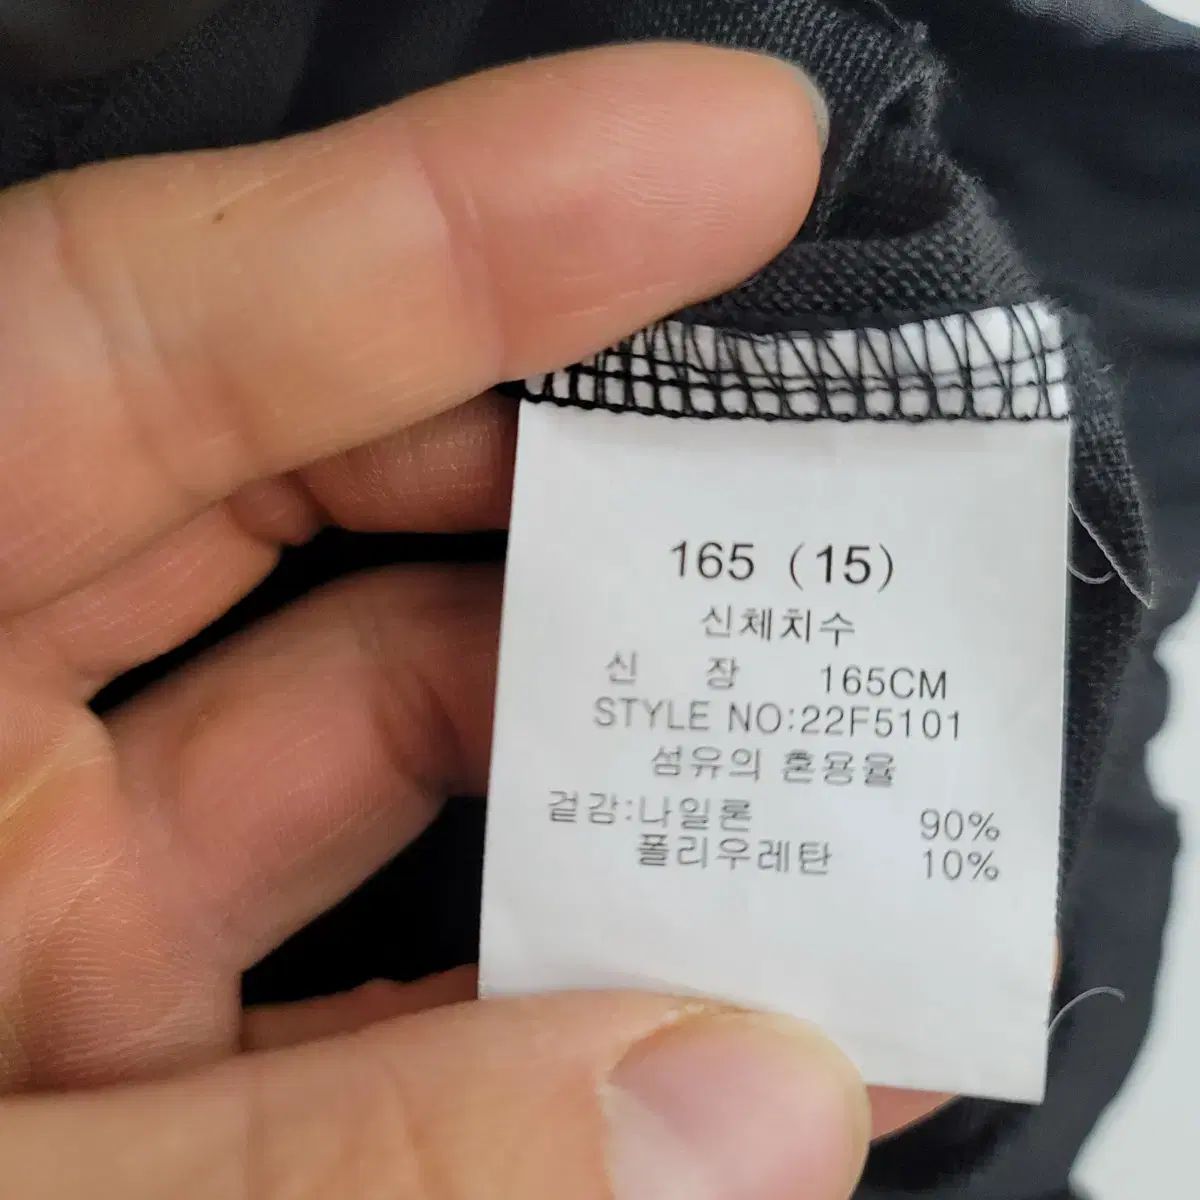 165 (15)
신체치수
신 장 165CM
STYLE NO:22F5101
섬유의 혼용율
겉감:나일론 90%
폴리우레탄 10%